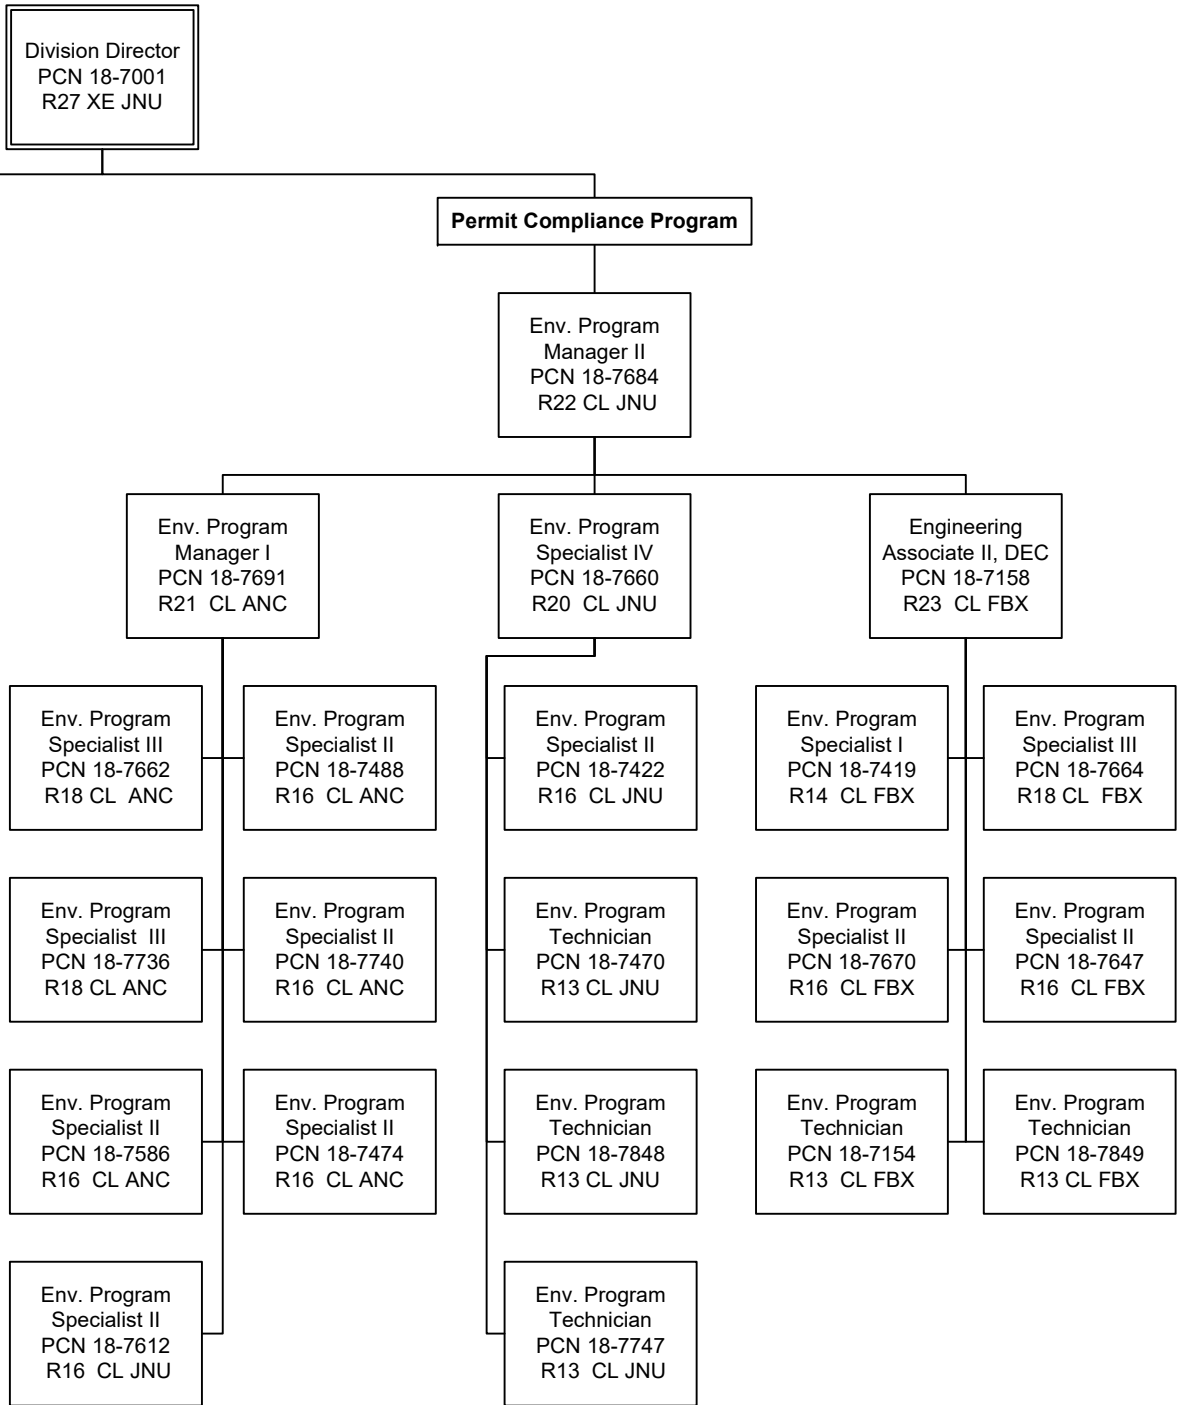 Division Director
PCN 18-7001
R27 XE JNU
Permit Compliance Program
Env. Program
Manager II
PCN 18-7684
R22 CL JNU
Env. Program
Manager I
PCN 18-7691
R21 CL ANC
Env. Program
Specialist IV
PCN 18-7660
R20 CL JNU
Engineering
Associate II, DEC
PCN 18-7158
R23 CL FBX
Env. Program
Specialist III
PCN 18-7662
R18 CL ANC
Env. Program
Specialist II
PCN 18-7488
R16 CL ANC
Env. Program
Specialist II
PCN 18-7422
R16 CL JNU
Env. Program
Specialist I
PCN 18-7419
R14 CL FBX
Env. Program
Specialist III
PCN 18-7664
R18 CL FBX
Env. Program
Specialist III
PCN 18-7736
R18 CL ANC
Env. Program
Specialist II
PCN 18-7740
R16 CL ANC
Env. Program
Technician
PCN 18-7470
R13 CL JNU
Env. Program
Specialist II
PCN 18-7670
R16 CL FBX
Env. Program
Specialist II
PCN 18-7647
R16 CL FBX
Env. Program
Specialist II
PCN 18-7586
R16 CL ANC
Env. Program
Specialist II
PCN 18-7474
R16 CL ANC
Env. Program
Technician
PCN 18-7848
R13 CL JNU
Env. Program
Technician
PCN 18-7154
R13 CL FBX
Env. Program
Technician
PCN 18-7849
R13 CL FBX
Env. Program
Specialist II
PCN 18-7612
R16 CL JNU
Env. Program
Technician
PCN 18-7747
R13 CL JNU